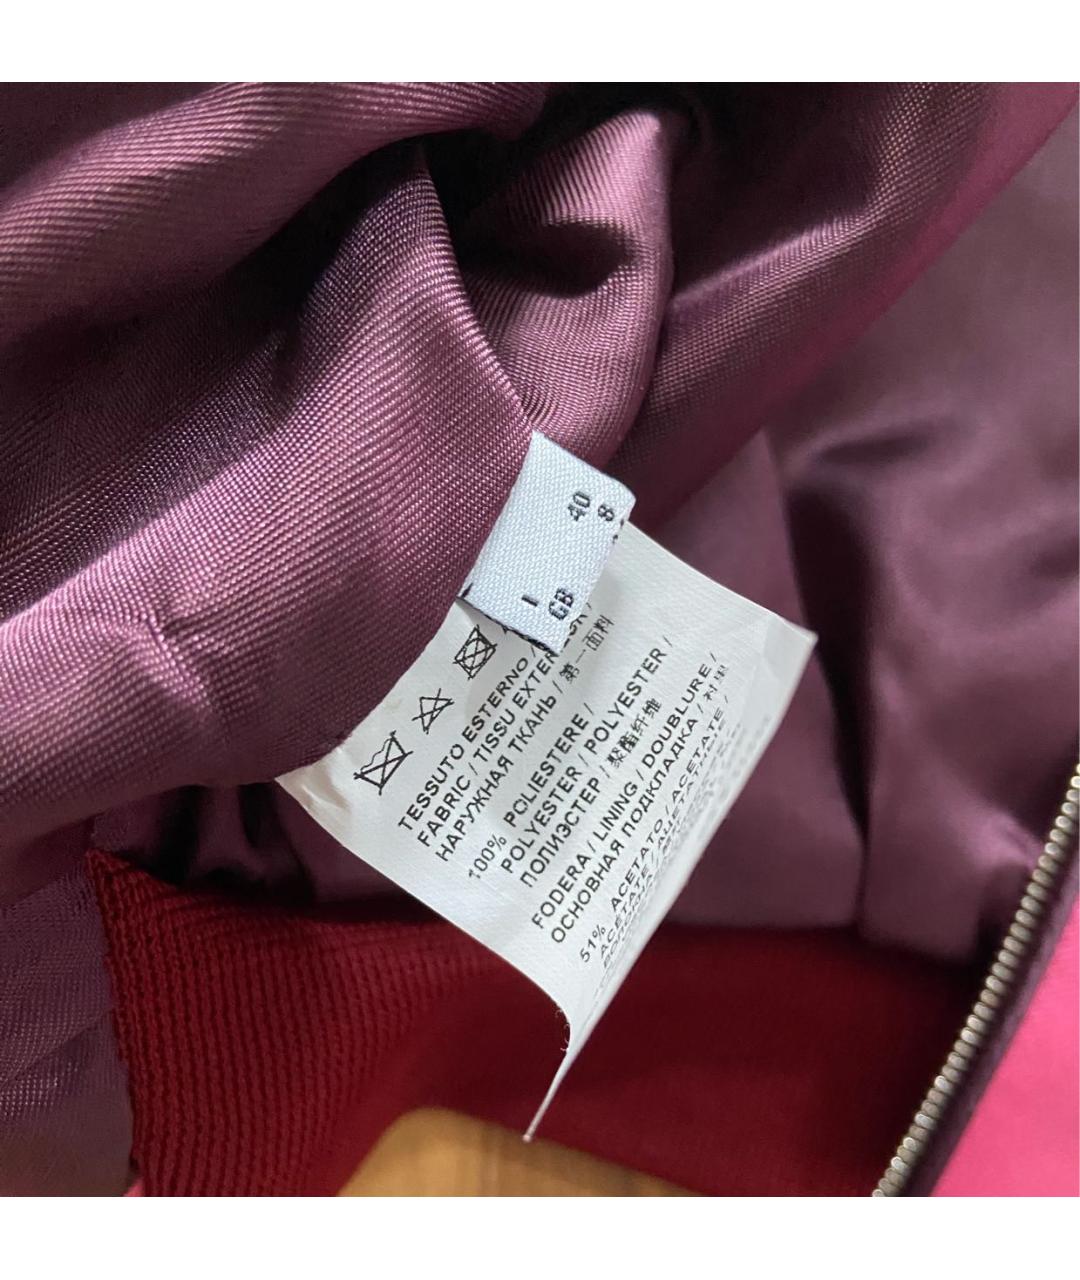 I 40
GB 8
TESSUTO ESTERNO /
FABRIC / TISSU EXTER
НАРУЖНАЯ ТКАНЬ / 第一面料
100% POLIESTERE /
POLYESTER / POLYESTER /
ПОЛИЭСТЕР / 聚酯纤维
FODERA / LINING / DOUBLURE /
ОСНОВНАЯ ПОДКЛАДКА / 衬里
51% ACETATO / ACETATE /
ACÉTATE /